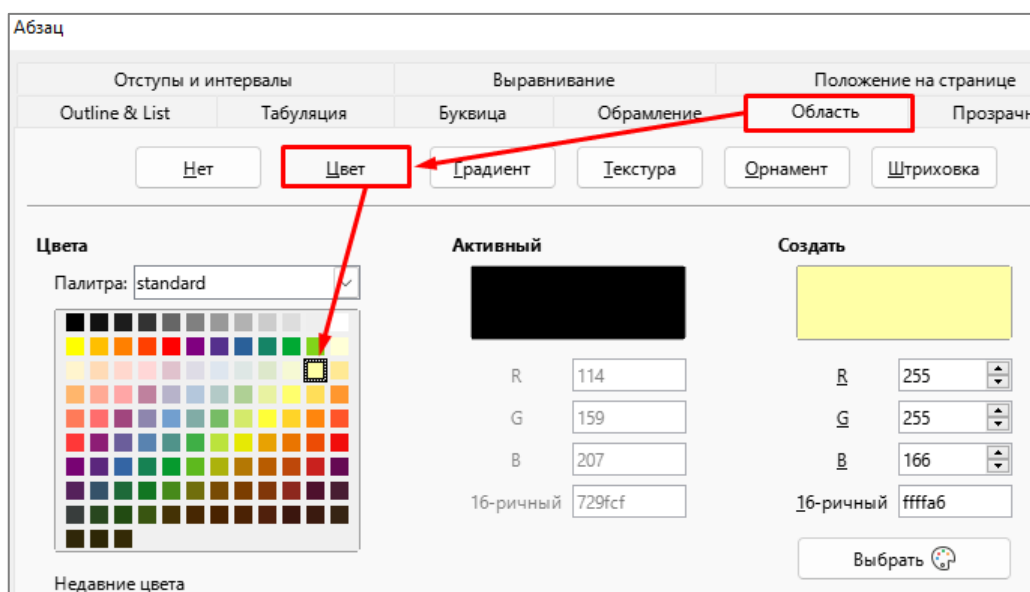 Абзац
Отступы и интервалы Выравнивание Положение на странице
Outline & List Табуляция Буквица Обрамление Область Прозрачн
Нет Цвет Градиент Текстура Орнамент Штриховка
Цвета Активный Создать
Палитра: standard
R 114 R 255
G 159 G 255
B 207 B 166
16-ричный 729fcf 16-ричный ffffa6
Выбрать
Недавние цвета